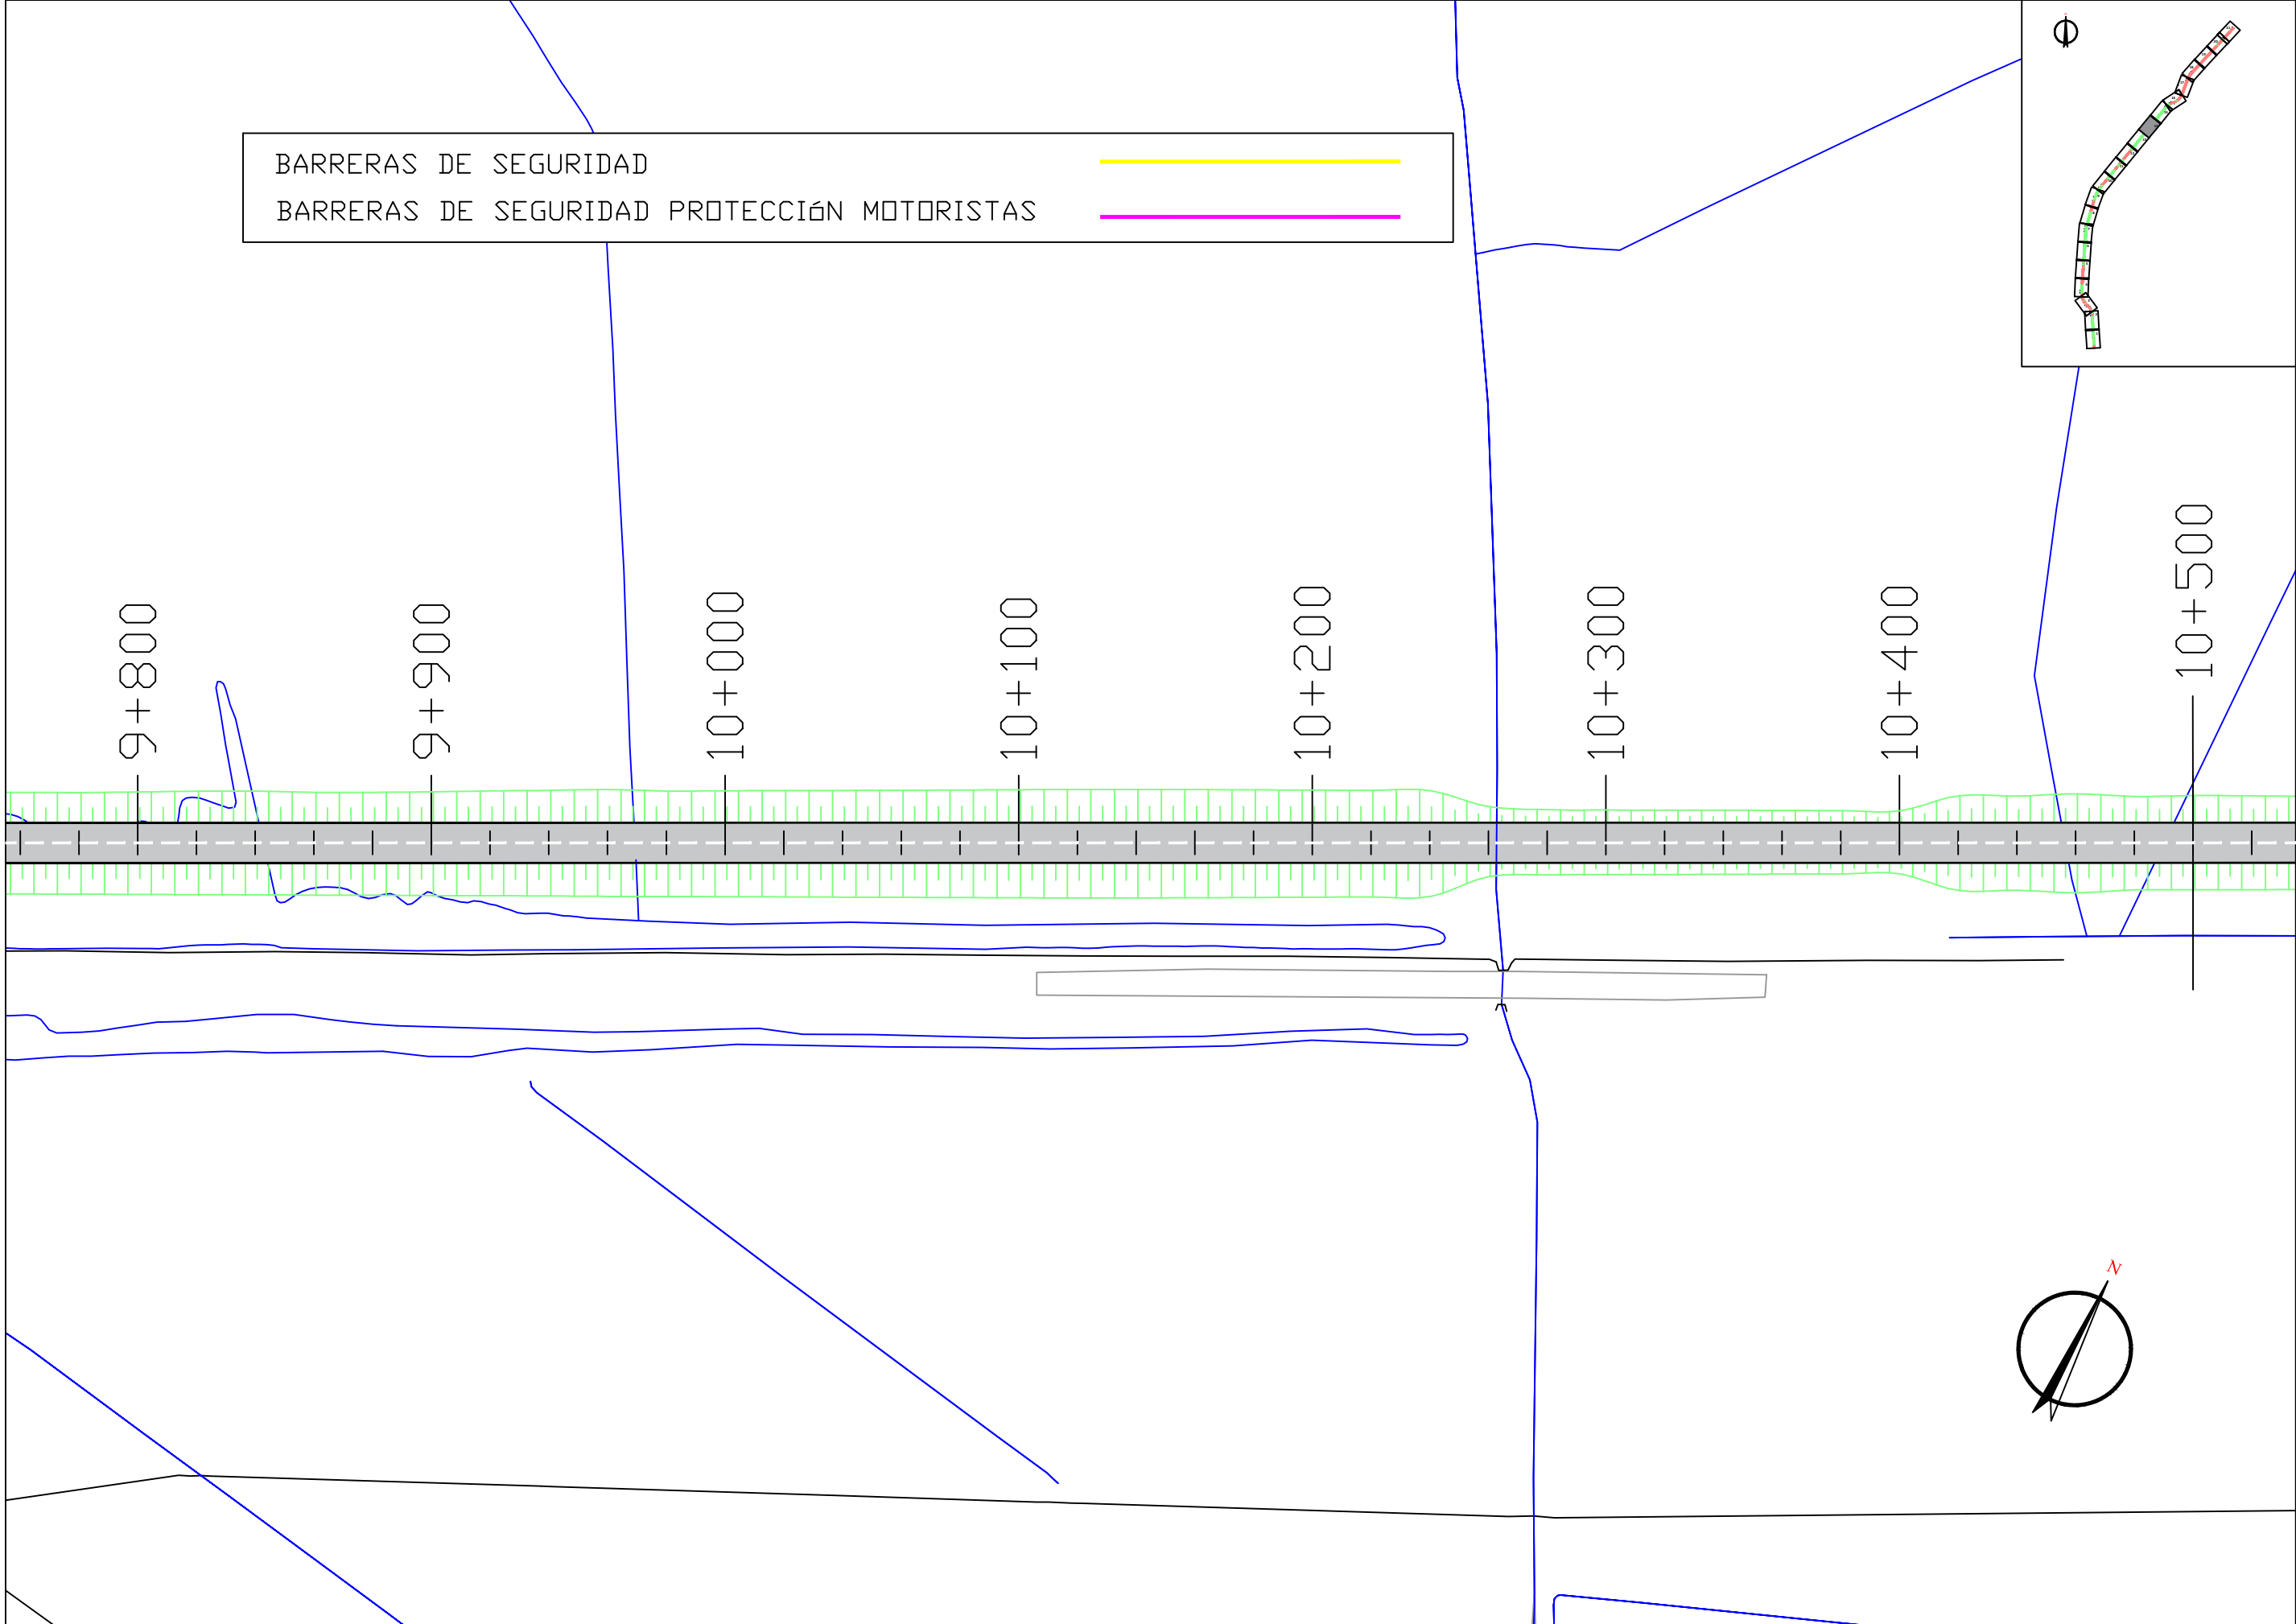 BARRERAS DE SEGURIDAD
BARRERAS DE SEGURIDAD PROTECCIóN MOTORISTAS
9+800
9+900
10+000
10+100
10+200
10+300
10+400
10+500
N